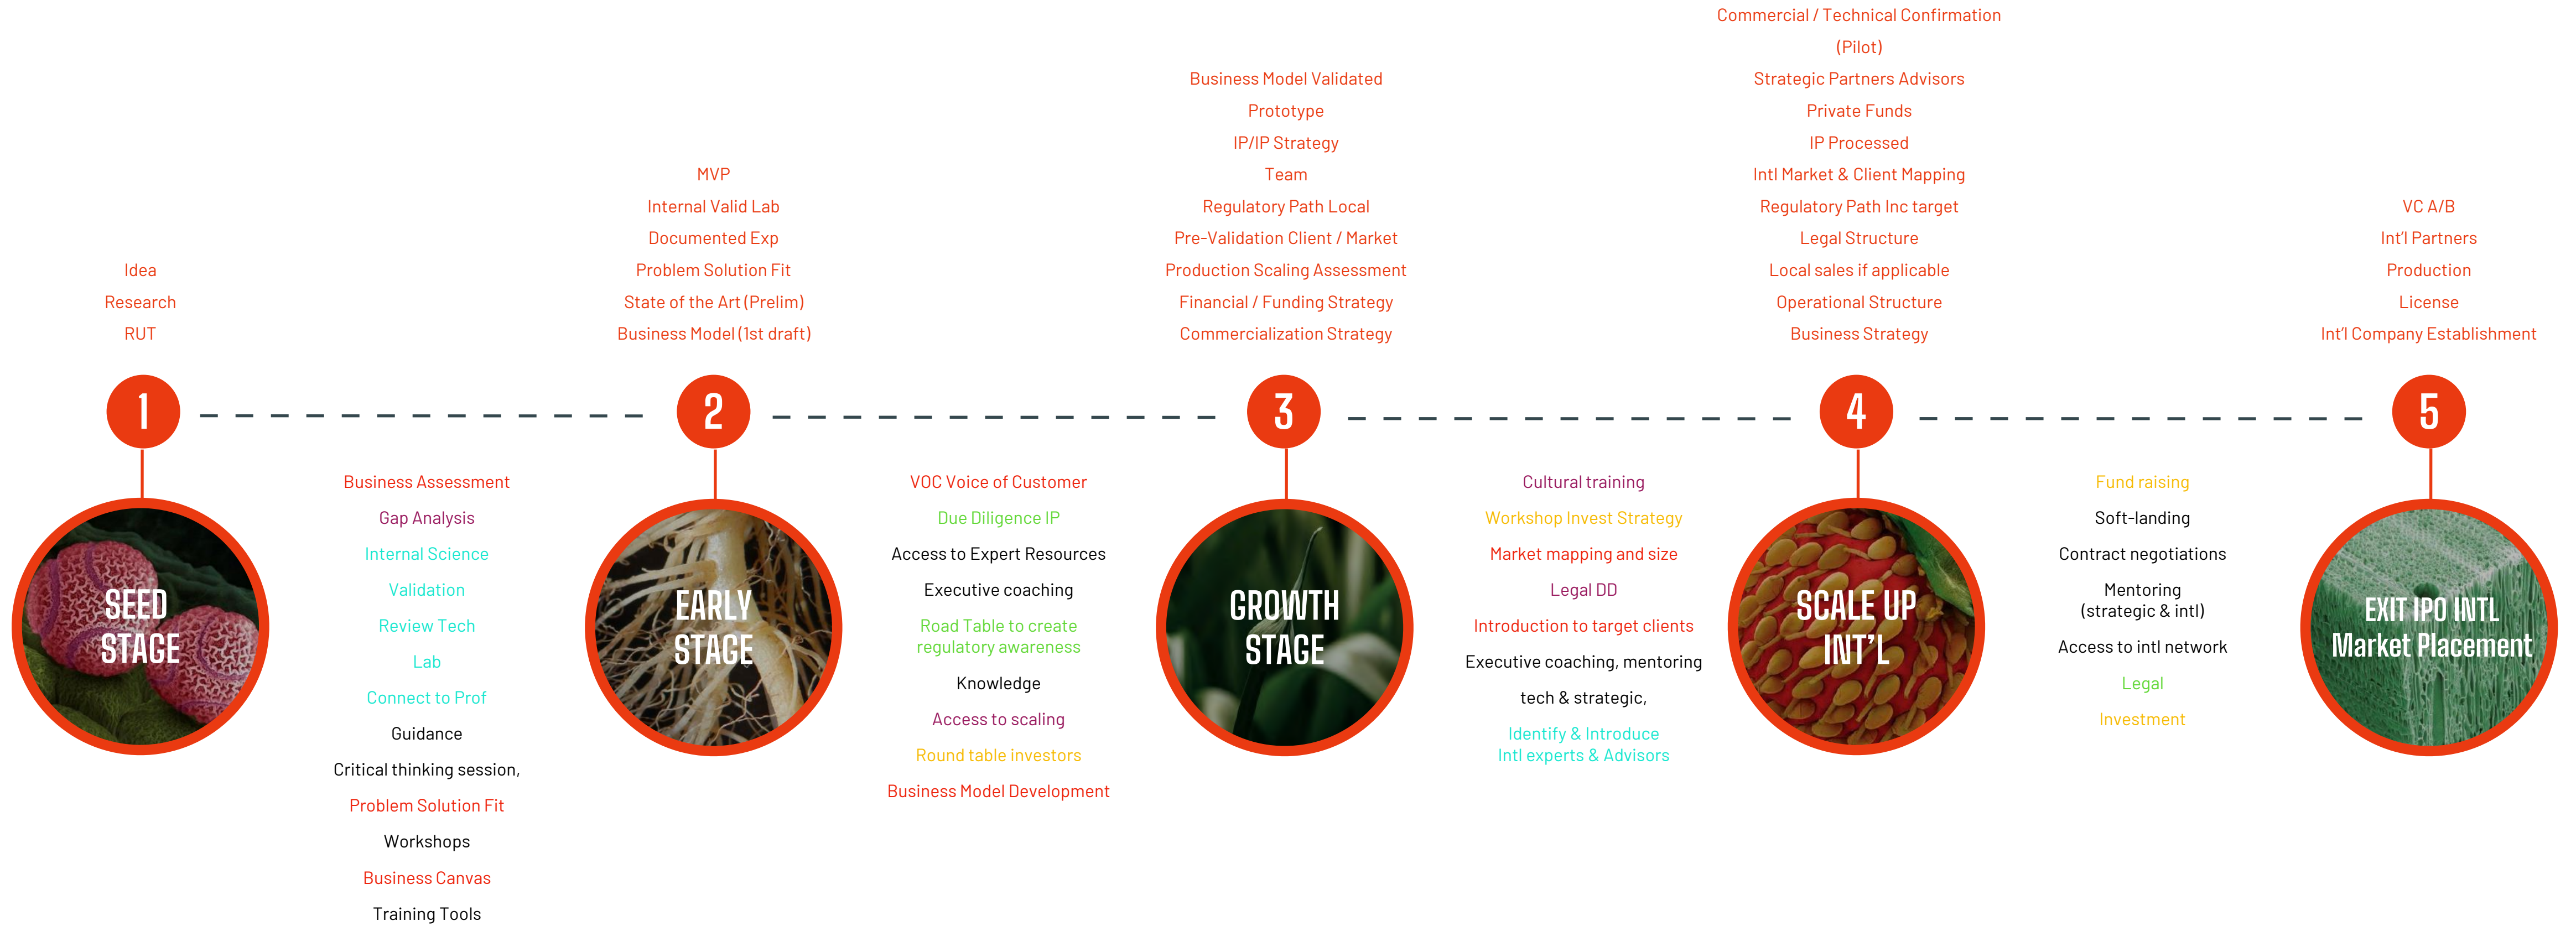 Idea
Research
RUT
1
SEED
STAGE
Business Assessment
Gap Analysis
Internal Science
Validation
Review Tech
Lab
Connect to Prof
Guidance
Critical thinking session,
Problem Solution Fit
Workshops
Business Canvas
Training Tools
MVP
Internal Valid Lab
Documented Exp
Problem Solution Fit
State of the Art (Prelim)
Business Model (1st draft)
2
EARLY
STAGE
VOC Voice of Customer
Due Diligence IP
Access to Expert Resources
Executive coaching
Road Table to create
regulatory awareness
Knowledge
Access to scaling
Round table investors
Business Model Development
Business Model Validated
Prototype
IP/IP Strategy
Team
Regulatory Path Local
Pre-Validation Client / Market
Production Scaling Assessment
Financial / Funding Strategy
Commercialization Strategy
3
GROWTH
STAGE
Cultural training
Workshop Invest Strategy
Market mapping and size
Legal DD
Introduction to target clients
Executive coaching, mentoring
tech & strategic,
Identify & Introduce
Intl experts & Advisors
Commercial / Technical Confirmation
(Pilot)
Strategic Partners Advisors
Private Funds
IP Processed
Intl Market & Client Mapping
Regulatory Path Inc target
Legal Structure
Local sales if applicable
Operational Structure
Business Strategy
4
SCALE UP
INT'L
Fund raising
Soft-landing
Contract negotiations
Mentoring
(strategic & intl)
Access to intl network
Legal
Investment
VC A/B
Int'l Partners
Production
License
Int'l Company Establishment
5
EXIT IPO INTL
Market Placement